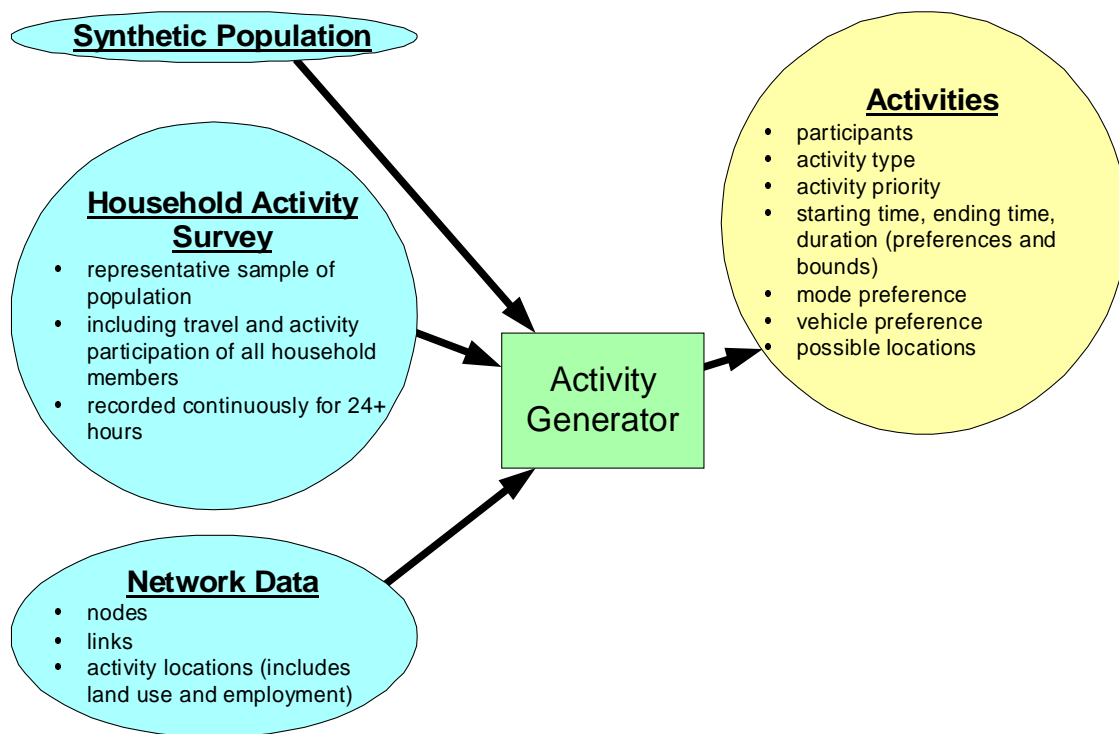 Synthetic Population
Household Activity
Survey
• representative sample of
population
• including travel and activity
participation of all household
members
• recorded continuously for 24+
hours
Network Data
• nodes
• links
• activity locations (includes
land use and employment)
Activity
Generator
Activities
• participants
• activity type
• activity priority
• starting time, ending time,
duration (preferences and
bounds)
• mode preference
• vehicle preference
• possible locations